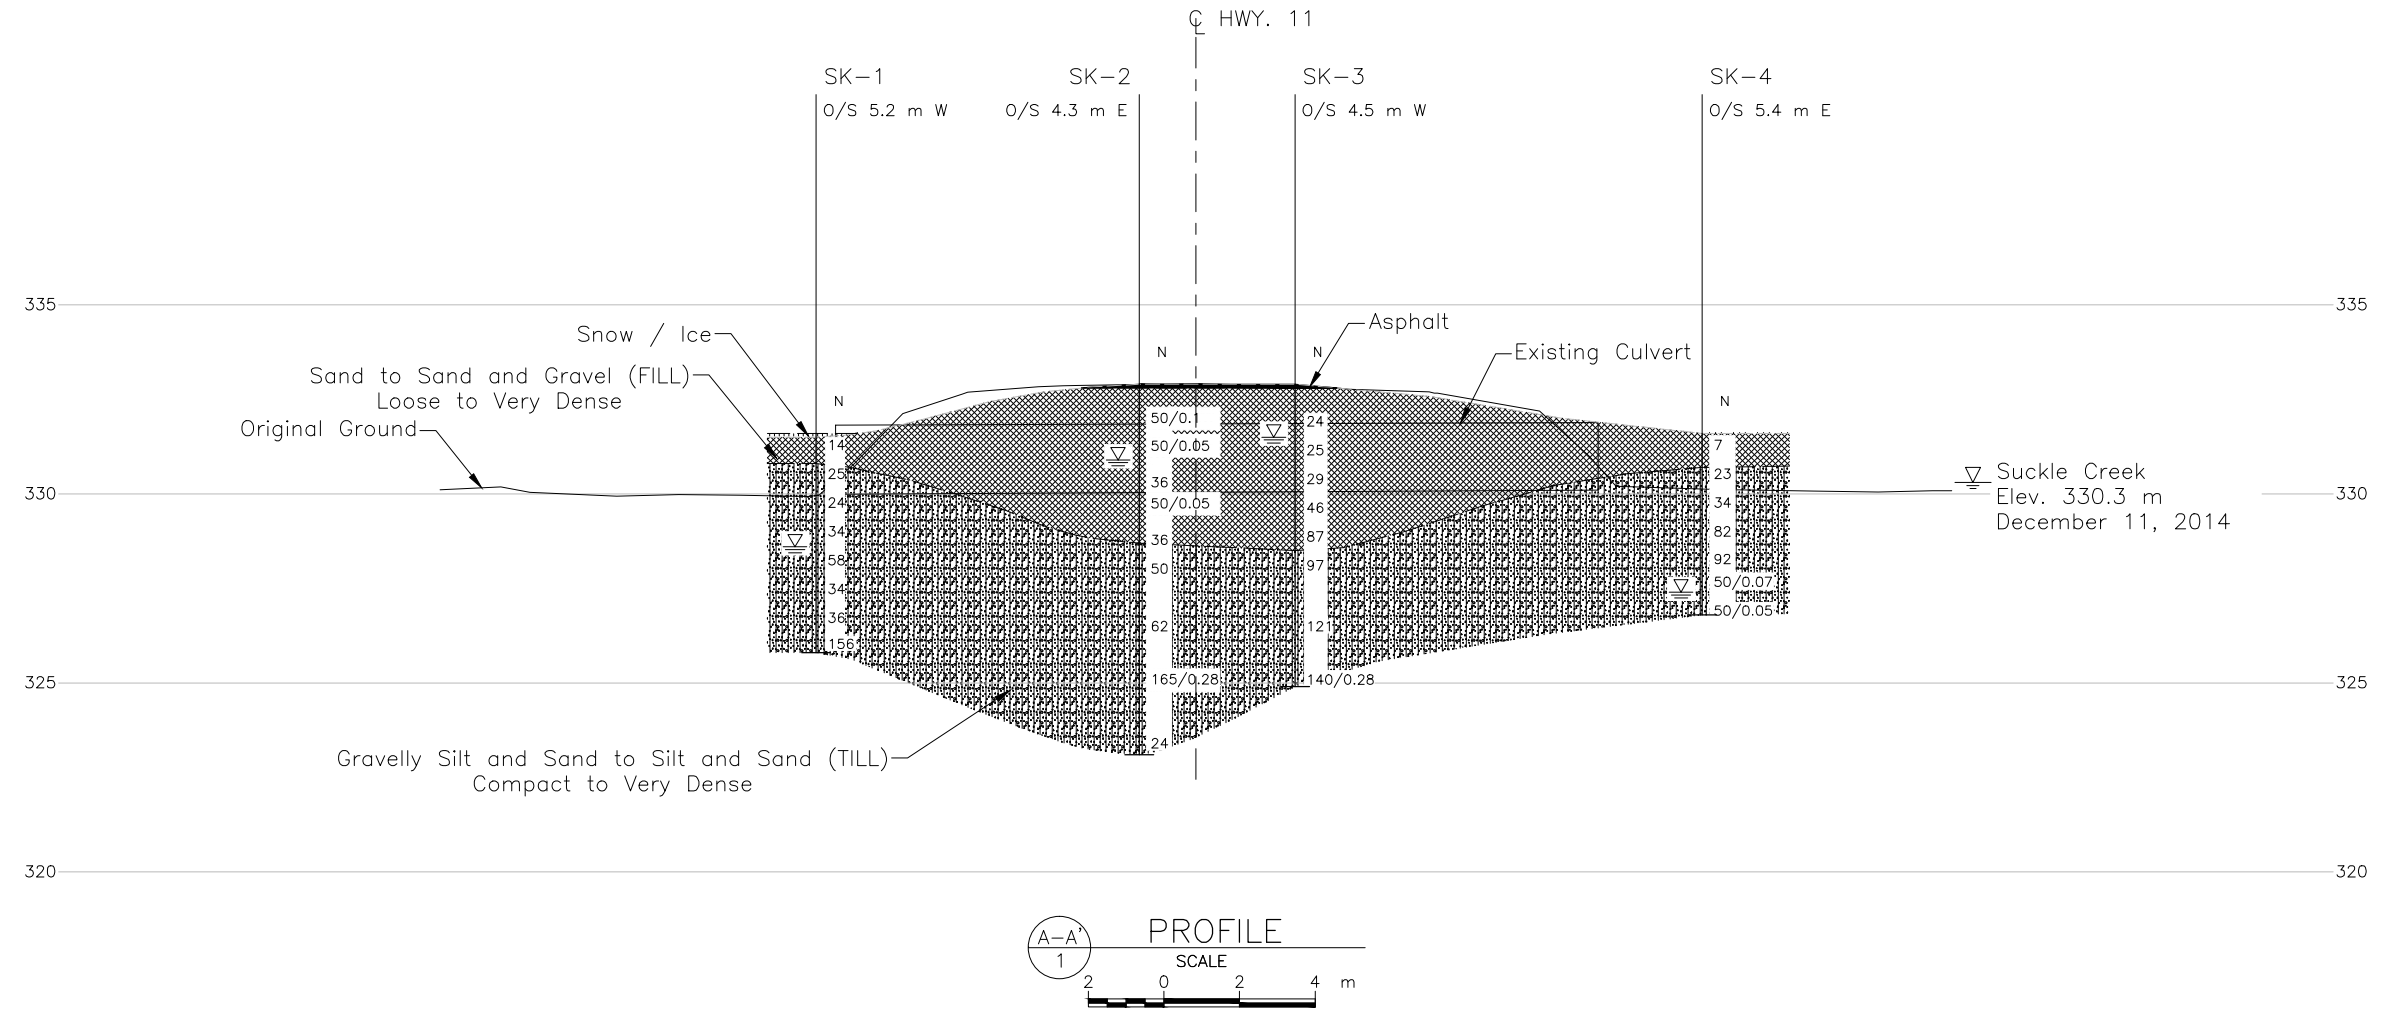 ℄ HWY. 11
SK-1
O/S 5.2 m W
SK-2
O/S 4.3 m E
SK-3
O/S 4.5 m W
SK-4
O/S 5.4 m E
335
335
Snow / Ice
Asphalt
Existing Culvert
Sand to Sand and Gravel (FILL)
Loose to Very Dense
Original Ground
N
14
25
24
34
58
34
36
156
N
50/0.1
50/0.05
36
50/0.05
36
50
62
165/0.28
24
N
24
25
29
46
87
97
121
140/0.28
N
7
23
34
82
92
50/0.07
50/0.05
330
330
Suckle Creek
Elev. 330.3 m
December 11, 2014
325
325
Gravelly Silt and Sand to Silt and Sand (TILL)
Compact to Very Dense
320
320
A-A'
1
PROFILE
SCALE
2 0 2 4 m